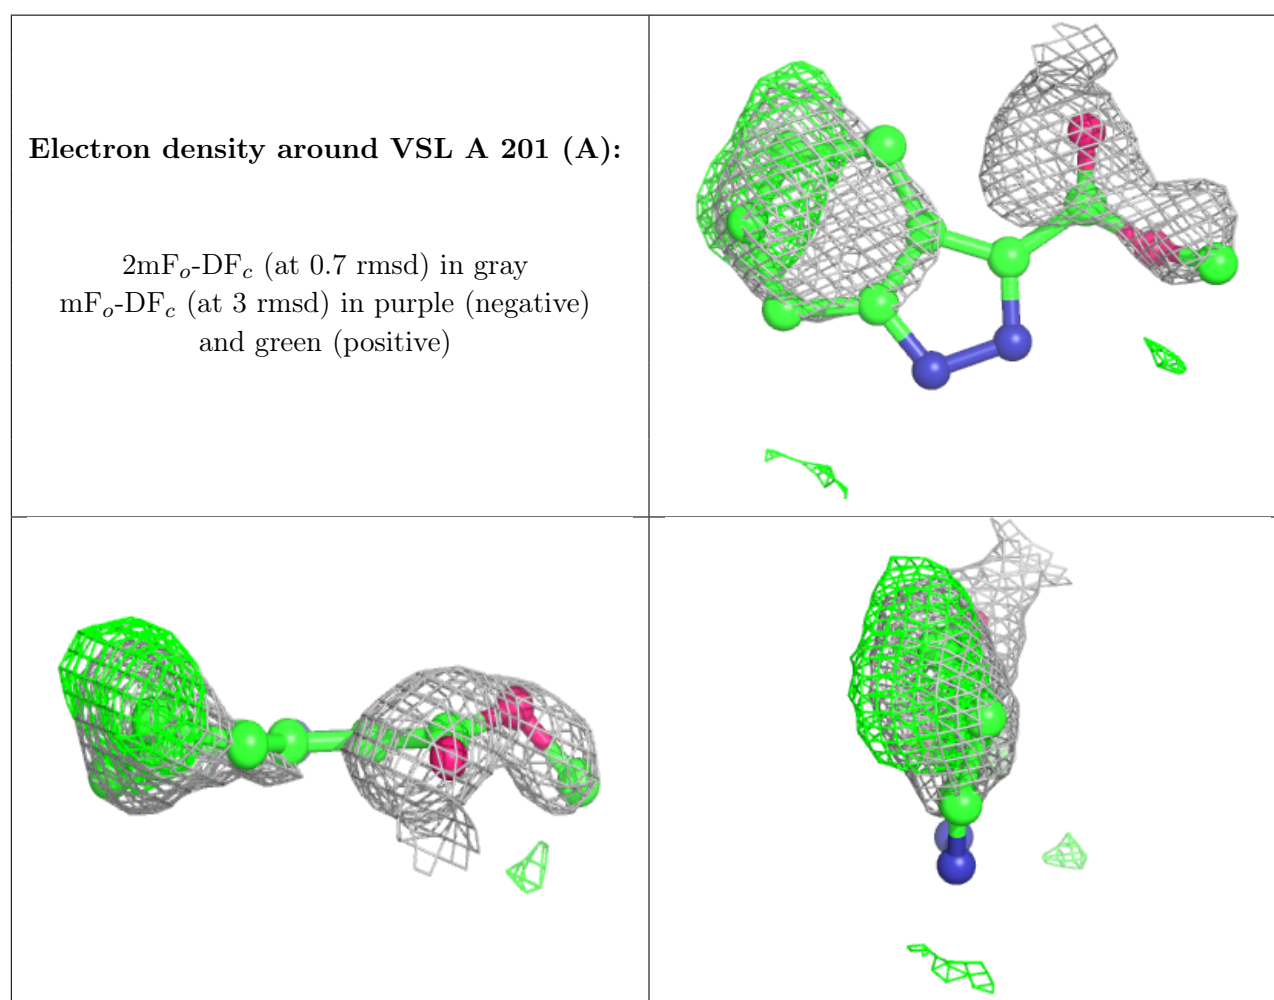 Electron density around VSL A 201 (A):
2mFₒ-DF𝒸 (at 0.7 rmsd) in gray
mFₒ-DF𝒸 (at 3 rmsd) in purple (negative)
and green (positive)